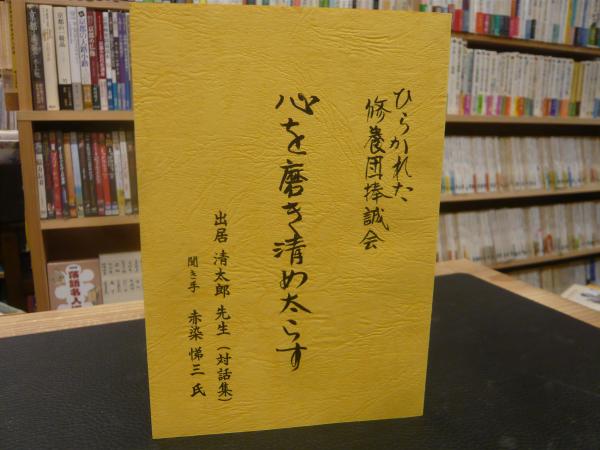 ひらかれた
修養団捧誠会
心を磨き清め太らす
出居 清太郎 先生 (対話集)
聞き手 赤染 悌三 氏